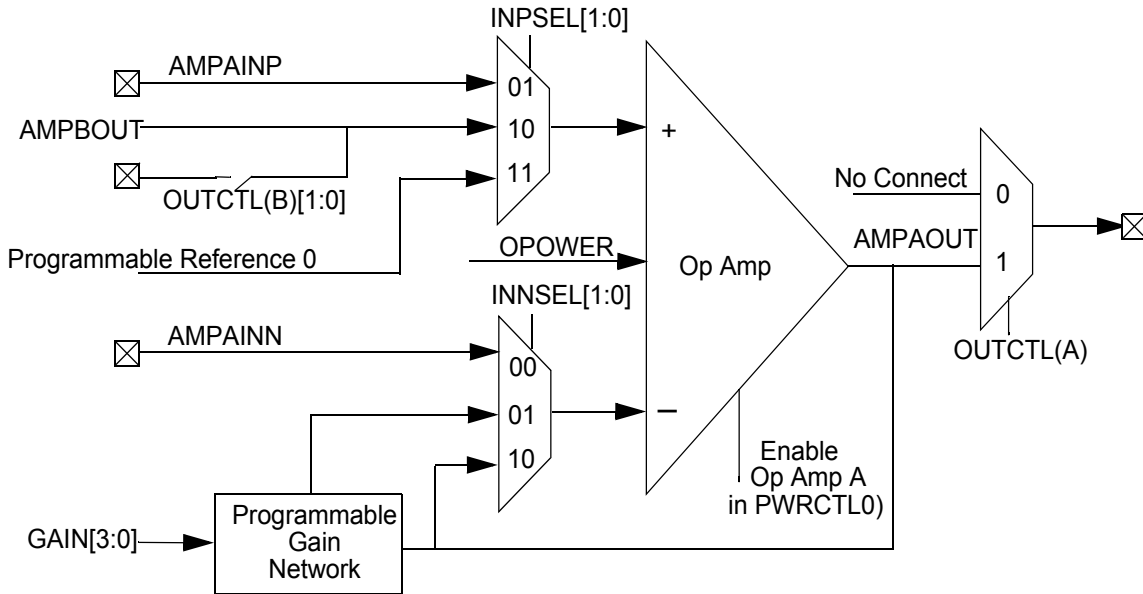 INPSEL[1:0]
AMPAINP
01
AMPBOUT
10
+
11
OUTCTL(B)[1:0]
No Connect
0
Programmable Reference 0
OPOWER
Op Amp
AMPAOUT
1
INNSEL[1:0]
AMPAINN
00
OUTCTL(A)
01
–
10
Enable
Op Amp A
in PWRCTL0)
GAIN[3:0]
Programmable
Gain
Network